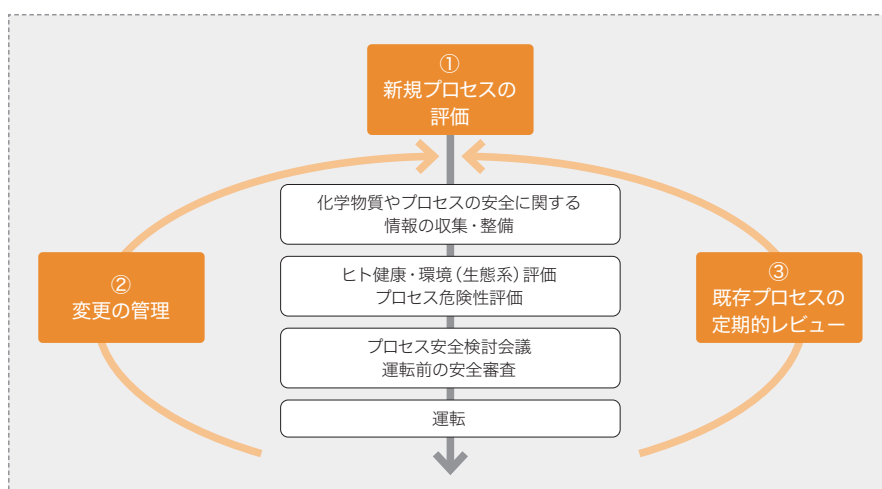 ①
新規プロセスの
評価
化学物質やプロセスの安全に関する
情報の収集・整備
②
変更の管理
ヒト健康・環境(生態系)評価
プロセス危険性評価
③
既存プロセスの
定期的レビュー
プロセス安全検討会議
運転前の安全審査
運転